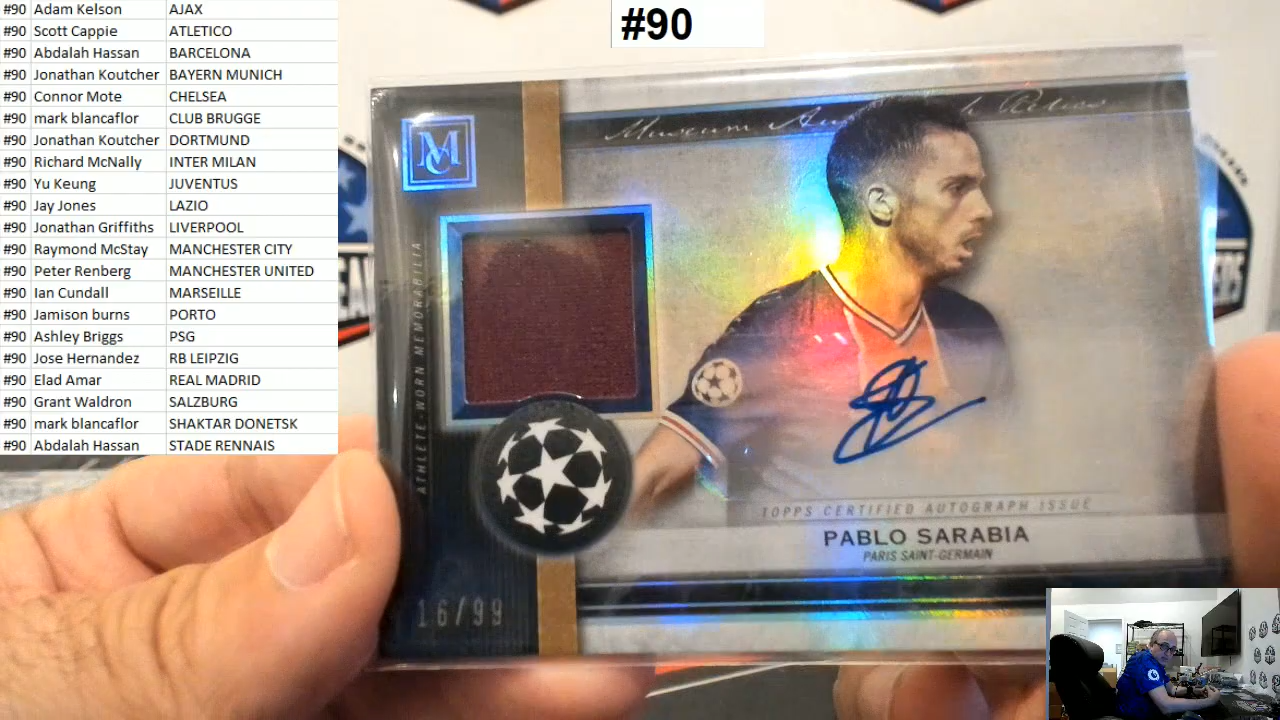 #90 Adam Kelson AJAX
#90 Scott Cappie ATLETICO
#90 Abdalah Hassan BARCELONA
#90 Jonathan Koutcher BAYERN MUNICH
#90 Connor Mote CHELSEA
#90 mark blancaflor CLUB BRUGGE
#90 Jonathan Koutcher DORTMUND
#90 Richard McNally INTER MILAN
#90 Yu Keung JUVENTUS
#90 Jay Jones LAZIO
#90 Jonathan Griffiths LIVERPOOL
#90 Raymond McStay MANCHESTER CITY
#90 Peter Renberg MANCHESTER UNITED
#90 Ian Cundall MARSEILLE
#90 Jamison burns PORTO
#90 Ashley Briggs PSG
#90 Jose Hernandez RB LEIPZIG
#90 Elad Amar REAL MADRID
#90 Grant Waldron SALZBURG
#90 mark blancaflor SHAKTAR DONETSK
#90 Abdalah Hassan STADE RENNAIS
#90
Museum
MC
ATHLETE-WORN MEMORABILIA
TOPPS CERTIFIED AUTOGRAPH ISSUE
PABLO SARABIA
PARIS SAINT-GERMAIN
16/99